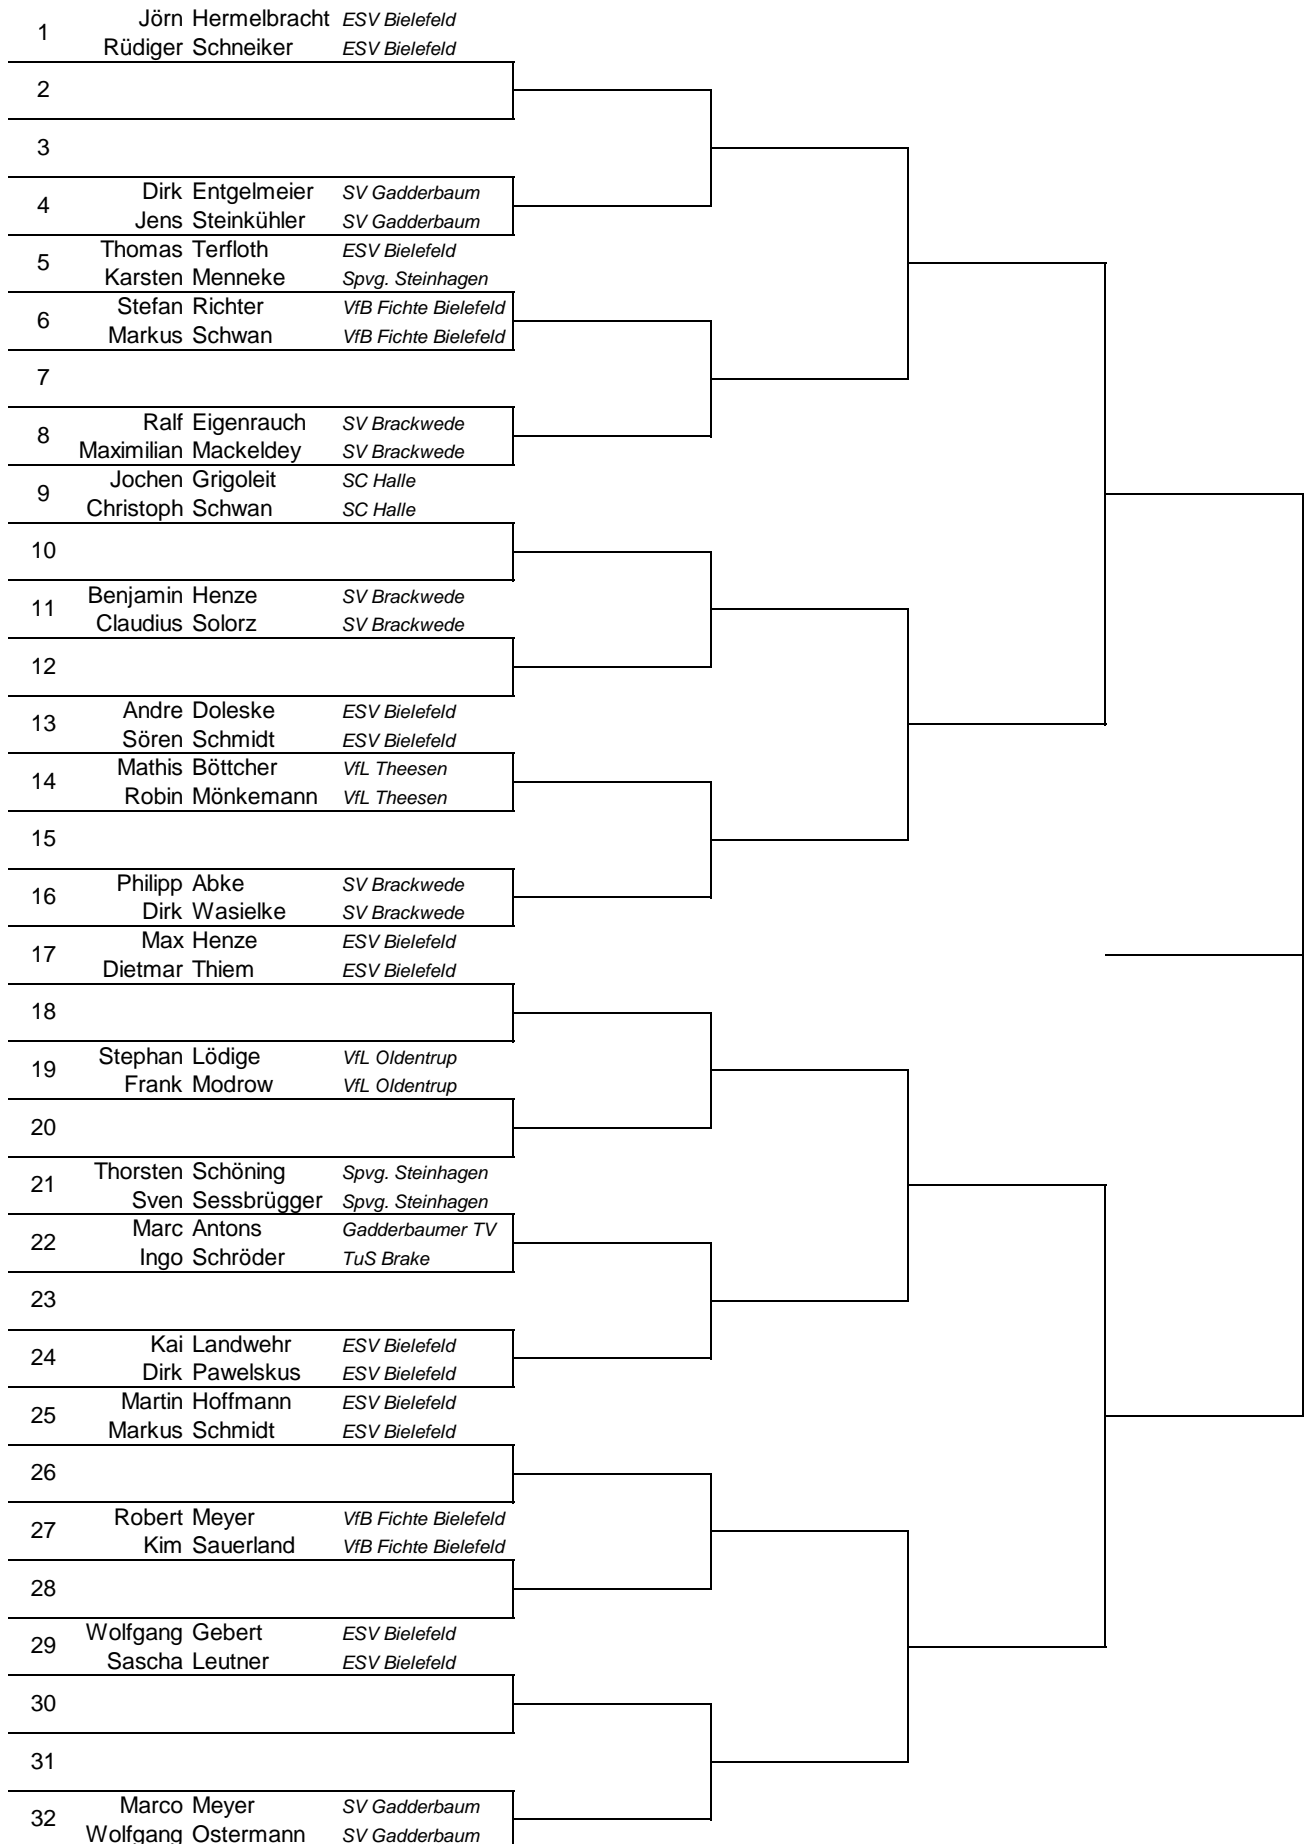 1 Jörn Hermelbracht ESV Bielefeld
Rüdiger Schneiker ESV Bielefeld
2
3
4 Dirk Entgelmeier SV Gadderbaum
Jens Steinkühler SV Gadderbaum
5 Thomas Terfloth ESV Bielefeld
Karsten Menneke Spvg. Steinhagen
6 Stefan Richter VfB Fichte Bielefeld
Markus Schwan VfB Fichte Bielefeld
7
8 Ralf Eigenrauch SV Brackwede
Maximilian Mackeldey SV Brackwede
9 Jochen Grigoleit SC Halle
Christoph Schwan SC Halle
10
11 Benjamin Henze SV Brackwede
Claudius Solorz SV Brackwede
12
13 Andre Doleske ESV Bielefeld
Sören Schmidt ESV Bielefeld
14 Mathis Böttcher VfL Theesen
Robin Mönkemann VfL Theesen
15
16 Philipp Abke SV Brackwede
Dirk Wasielke SV Brackwede
17 Max Henze ESV Bielefeld
Dietmar Thiem ESV Bielefeld
18
19 Stephan Lödige VfL Oldentrup
Frank Modrow VfL Oldentrup
20
21 Thorsten Schöning Spvg. Steinhagen
Sven Sessbrügger Spvg. Steinhagen
22 Marc Antons Gadderbaumer TV
Ingo Schröder TuS Brake
23
24 Kai Landwehr ESV Bielefeld
Dirk Pawelskus ESV Bielefeld
25 Martin Hoffmann ESV Bielefeld
Markus Schmidt ESV Bielefeld
26
27 Robert Meyer VfB Fichte Bielefeld
Kim Sauerland VfB Fichte Bielefeld
28
29 Wolfgang Gebert ESV Bielefeld
Sascha Leutner ESV Bielefeld
30
31
32 Marco Meyer SV Gadderbaum
Wolfgang Ostermann SV Gadderbaum